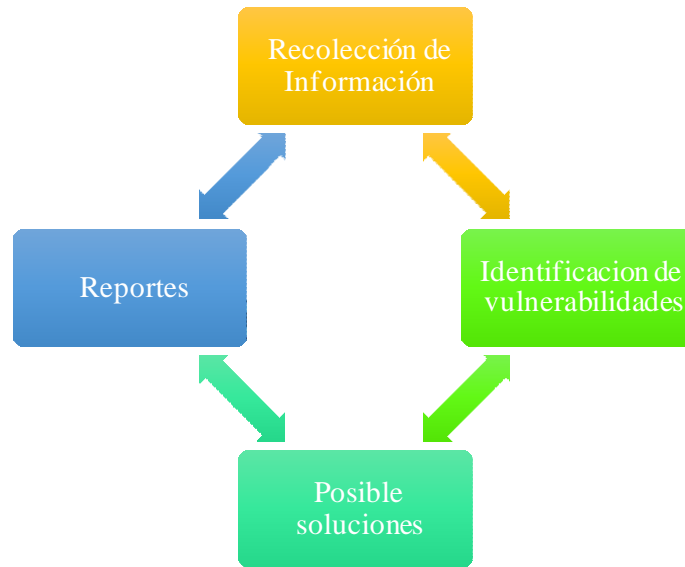 Recolección de
Información
Reportes
Identificacion de
vulnerabilidades
Posible
soluciones